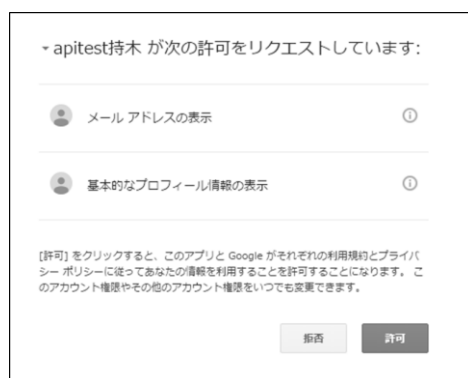 apitest持木 が次の許可をリクエストしています:
メール アドレスの表示
基本的なプロフィール情報の表示
[許可] をクリックすると、このアプリと Google がそれぞれの利用規約とプライバ
シー ポリシーに従ってあなたの情報を利用することを許可することになります。 こ
のアカウント権限やその他のアカウント権限をいつでも変更できます。
拒否
許可